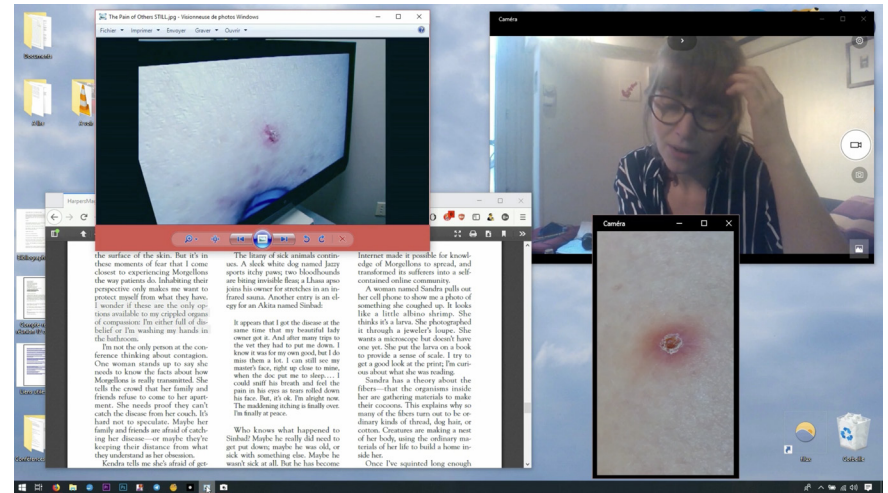 Documents
The Pain of Others STILL.jpg - Visionneuse de photos Windows
Fichier
Imprimer
Envoyer
Graver
Ouvrir
Caméra
Caméra
HarpersMa
the surface of the skin. But it's in
these moments of fear that I come
closest to experiencing Morgellons
the way patients do. Inhabiting their
perspective only makes me want to
protect myself from what they have.
I wonder if these are the only op-
tions available to my crippled organs
of compassion: I'm either full of dis-
belief or I'm washing my hands in
the bathroom.
I'm not the only person at the con-
ference thinking about contagion.
One woman stands up to say she
needs to know the facts about how
Morgellons is really transmitted. She
tells the crowd that her family and
friends refuse to come to her apart-
ment. She needs proof they can't
catch the disease from her couch. It's
hard not to speculate. Maybe her
family and friends are afraid of catch-
ing her disease—or maybe they're
keeping their distance from what
they understand as her obsession.
Kendra tells me she's afraid of get-
The litany of sick animals contin-
ues. A sleek white dog named Jazzy
sports itchy paws; two bloodhounds
are biting invisible fleas; a Lhasa apso
joins his owner for stretches in an in-
frared sauna. Another entry is an el-
egy for an Akita named Sinbad:
It appears that I got the disease at the
same time that my beautiful lady
owner got it. And after many trips to
the vet they had to put me down. I
know it was for my own good, but I do
miss them a lot. I can still see my
master's face, right up close to mine,
when the doc put me to sleep.... I
could sniff his breath and feel the
pain in his eyes as tears rolled down
his face. But, it's ok. I'm alright now.
The maddening itching is finally over.
I'm finally at peace.
Who knows what happened to
Sinbad? Maybe he really did need to
get put down; maybe he was old, or
sick with something else. Maybe he
wasn't sick at all. But he has become
Internet made it possible for knowl-
edge of Morgellons to spread, and
transformed its sufferers into a self-
contained online community.
A woman named Sandra pulls out
her cell phone to show me a photo of
something she coughed up. It looks
like a little albino shrimp. She
thinks it's a larva. She photographed
it through a jeweler's loupe. She
wants a microscope but doesn't have
one yet. She put the larva on a book
to provide a sense of scale. I try to
get a good look at the print; I'm curi-
ous about what she was reading.
Sandra has a theory about the
fibers—that the organisms inside
her are gathering materials to make
their cocoons. This explains why so
many of the fibers turn out to be or-
dinary kinds of thread, dog hair, or
cotton. Creatures are making a nest
of her body, using the ordinary ma-
terials of her life to build a home in-
side her.
Once I've squinted long enough
files
Corbeille